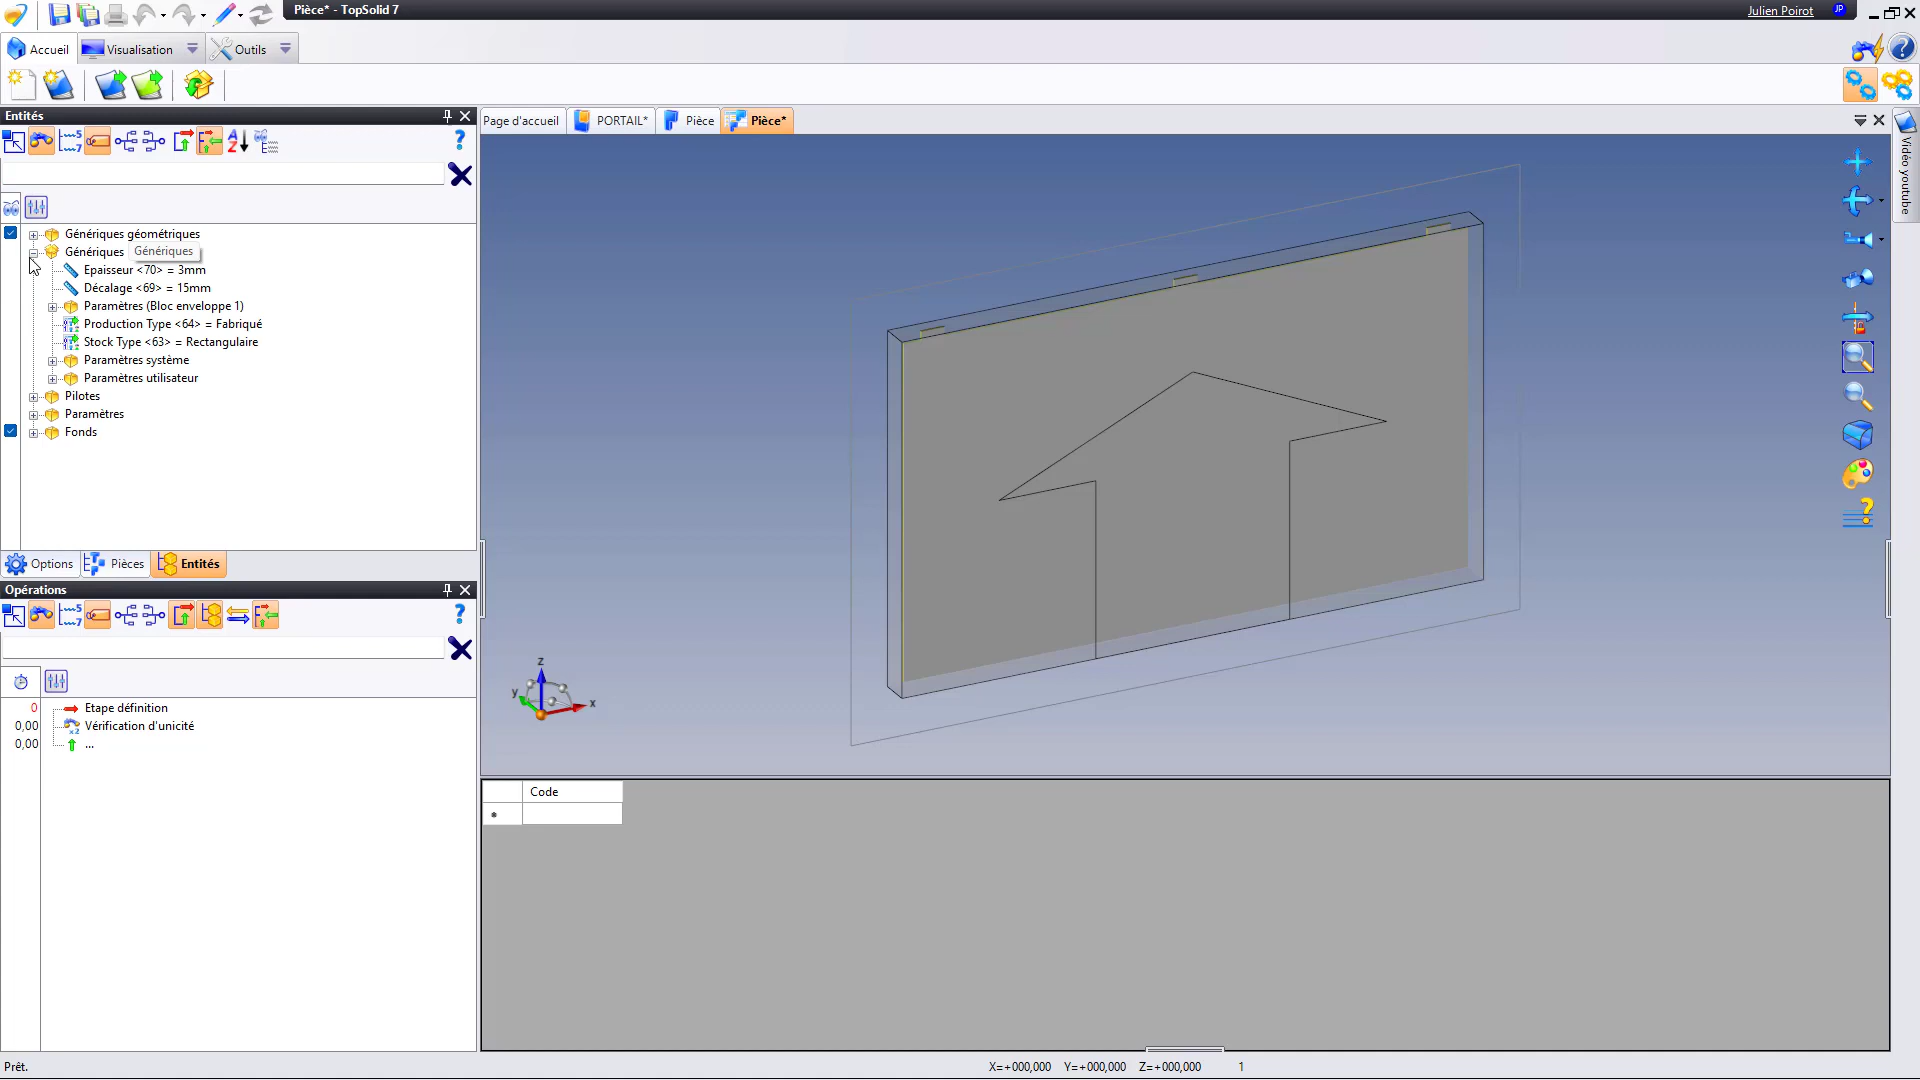 Pièce* - TopSolid 7
Julien Poirot
JP
Accueil
Visualisation
Outils
Entités
Page d'accueil
PORTAIL*
Pièce
Pièce*
Vidéo youtube
Génériques géométriques
Génériques
Génériques
Epaisseur <70> = 3mm
Décalage <69> = 15mm
Paramètres (Bloc enveloppe 1)
Production Type <64> = Fabriqué
Stock Type <63> = Rectangulaire
Paramètres système
Paramètres utilisateur
Pilotes
Paramètres
Fonds
Options
Pièces
Entités
Opérations
0
Etape définition
0,00
Vérification d'unicité
0,00
...
z
y
x
Code
Prêt.
X=+000,000
Y=+000,000
Z=+000,000
1